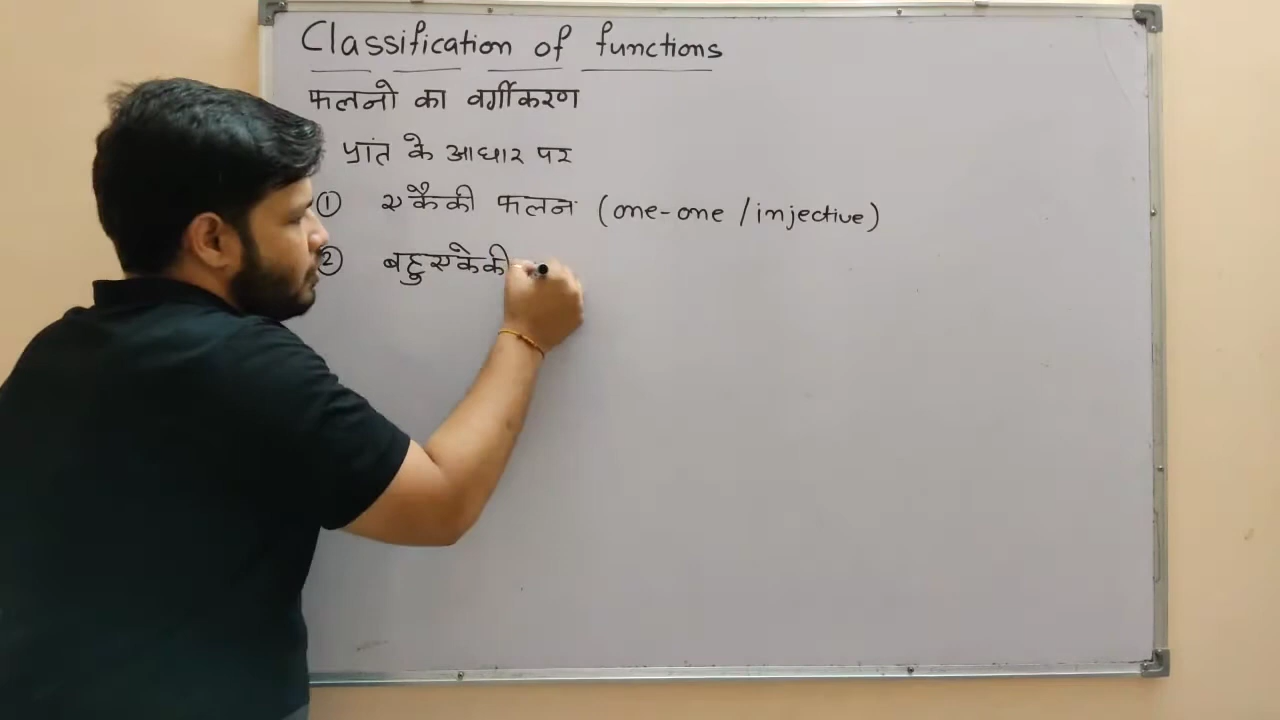 Classification of functions
फलनो का वर्गीकरण
प्रांत के आधार पर
① एकैकी फलन (one-one / injective)
② बहुएकेकी